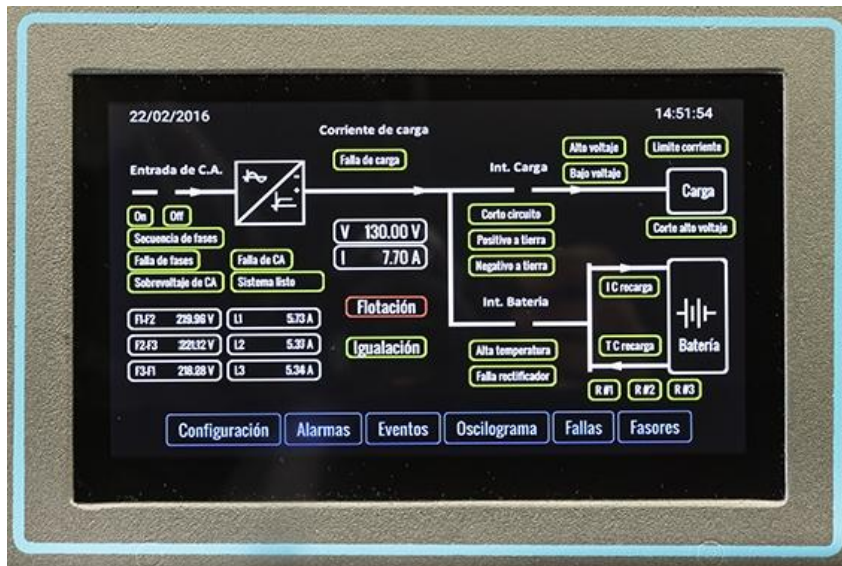 22/02/2016
14:51:54
Corriente de carga
Falla de carga
Alto voltaje
Limite corriente
Entrada de C.A.
Int. Carga
Bajo voltaje
Carga
On
Off
Corto circuito
Corte alto voltaje
Secuencia de fases
V 130.00 V
Positivo a tierra
Falla de fases
Falla de CA
I 7.70 A
Negativo a tierra
Sobrevoltaje de CA
Sistema listo
I C recarga
Flotación
Int. Bateria
F1-F2
L1 5.73 A
F2-F3 221.12 V
L2 5.37 A
Igualación
Alta temperatura
T C recarga
Batería
F3-F1 218.28 V
L3 5.34 A
Falla rectificador
R #1
R #2
R #3
Configuración
Alarmas
Eventos
Oscilograma
Fallas
Fasores